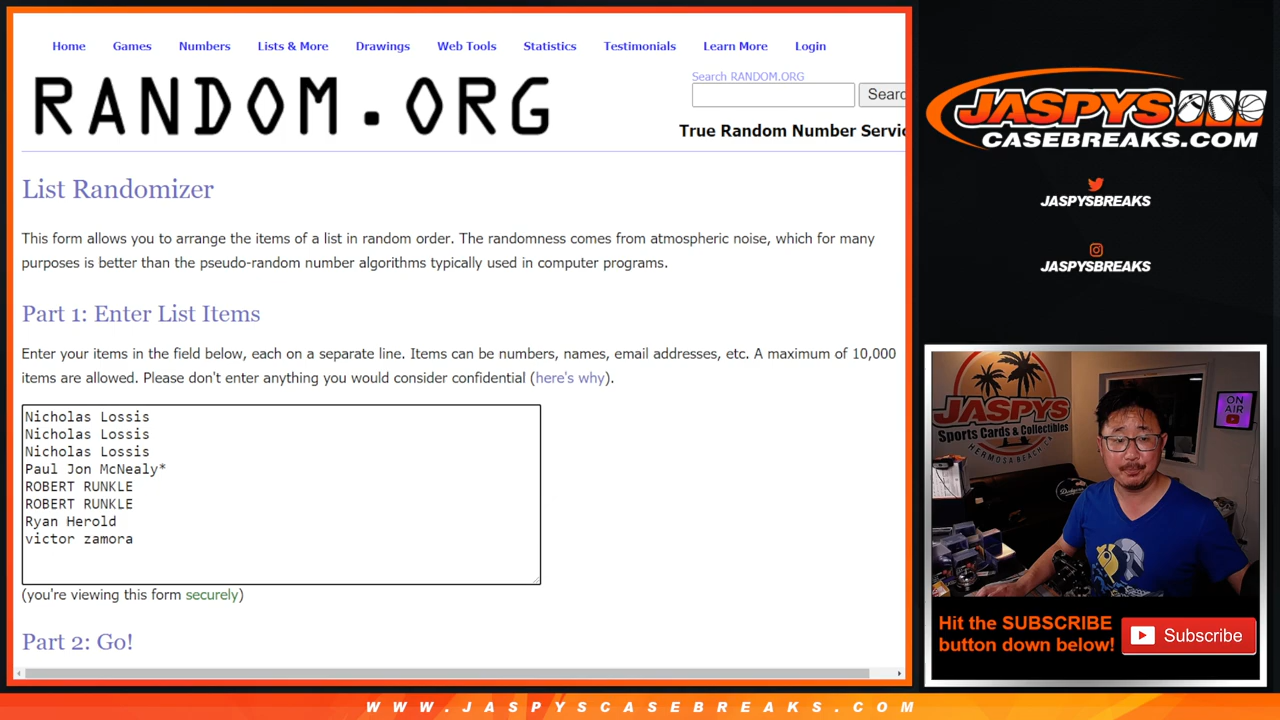 Home Games Numbers Lists & More Drawings Web Tools Statistics Testimonials Learn More Login
RANDOM.ORG
Search RANDOM.ORG
Searc
True Random Number Servic
List Randomizer
This form allows you to arrange the items of a list in random order. The randomness comes from atmospheric noise, which for many
purposes is better than the pseudo-random number algorithms typically used in computer programs.
Part 1: Enter List Items
Enter your items in the field below, each on a separate line. Items can be numbers, names, email addresses, etc. A maximum of 10,000
items are allowed. Please don't enter anything you would consider confidential (here's why).
Nicholas Lossis
Nicholas Lossis
Nicholas Lossis
Paul Jon McNealy*
ROBERT RUNKLE
ROBERT RUNKLE
Ryan Herold
victor zamora
(you're viewing this form securely)
Part 2: Go!
JASPYS
CASEBREAKS.COM
JASPYSBREAKS
JASPYSBREAKS
JASPYS
Sports Cards & Collectibles
HERMOSA BEACH, CA
Dodgers
ON
AIR
Hit the SUBSCRIBE
button down below!
Subscribe
WWW.JASPYSCASEBREAKS.COM